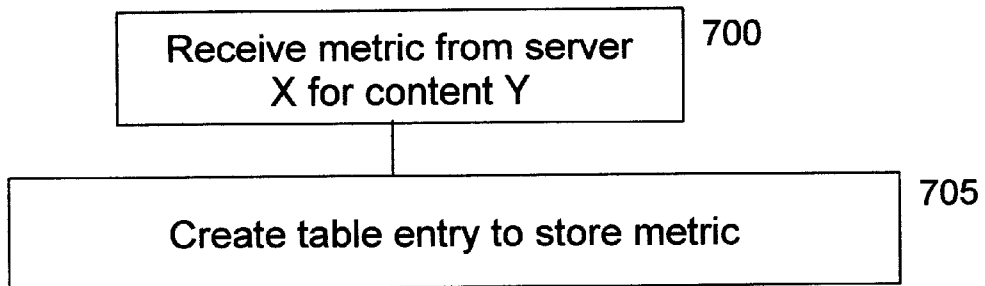 Receive metric from server
X for content Y
700
Create table entry to store metric
705